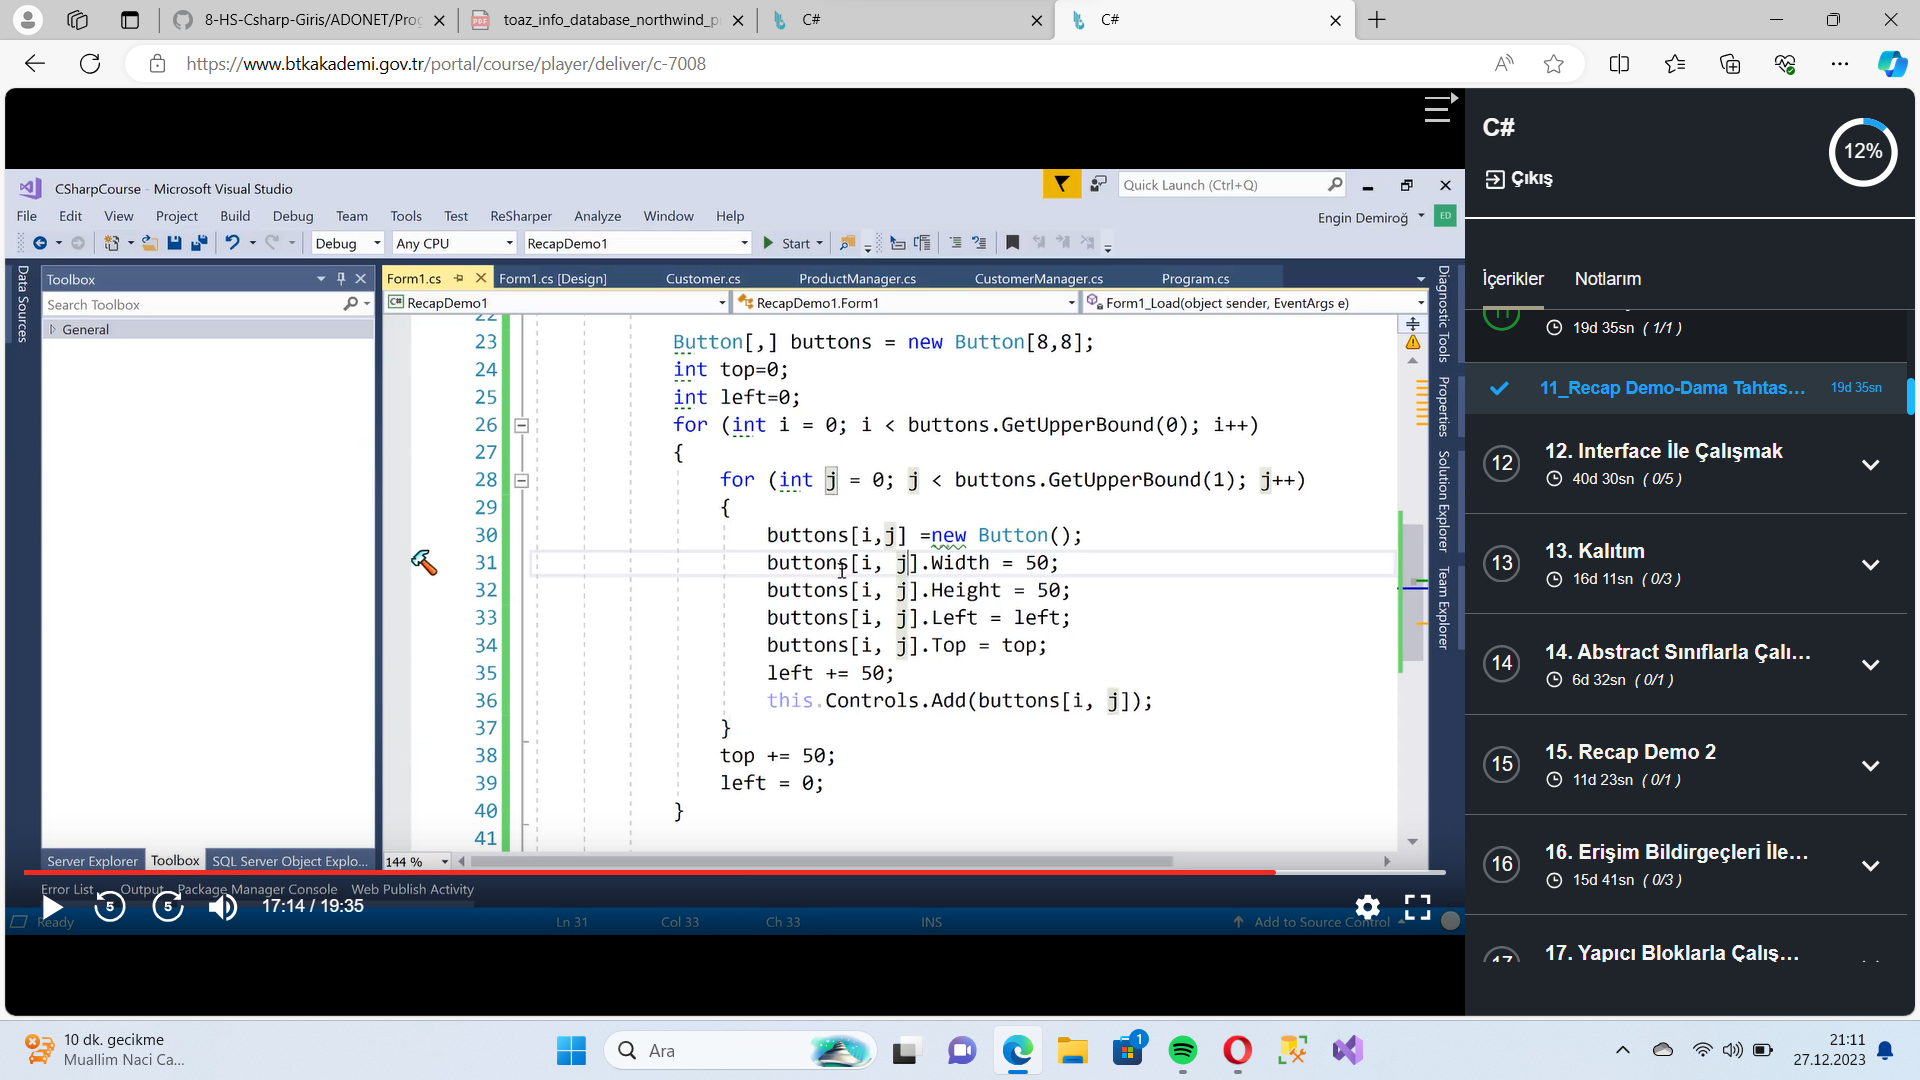 8-HS-Csharp-Giris/ADONET/Prog
toaz_info_database_northwind_p
C#
C#
https://www.btkakademi.gov.tr/portal/course/player/deliver/c-7008
CSharpCourse - Microsoft Visual Studio
Quick Launch (Ctrl+Q)
File Edit View Project Build Debug Team Tools Test ReSharper Analyze Window Help
Engin Demiroğ ED
Debug Any CPU RecapDemo1 Start
Data Sources
Toolbox
Search Toolbox
General
Form1.cs Form1.cs [Design] Customer.cs ProductManager.cs CustomerManager.cs Program.cs
C# RecapDemo1 RecapDemo1.Form1 Form1_Load(object sender, EventArgs e)
22
23 Button[,] buttons = new Button[8,8];
24 int top=0;
25 int left=0;
26 for (int i = 0; i < buttons.GetUpperBound(0); i++)
27 {
28 for (int j = 0; j < buttons.GetUpperBound(1); j++)
29 {
30 buttons[i,j] =new Button();
31 buttons[i, j].Width = 50;
32 buttons[i, j].Height = 50;
33 buttons[i, j].Left = left;
34 buttons[i, j].Top = top;
35 left += 50;
36 this.Controls.Add(buttons[i, j]);
37 }
38 top += 50;
39 left = 0;
40 }
41
Diagnostic Tools
Properties
Solution Explorer
Team Explorer
Server Explorer Toolbox SQL Server Object Explo...
144 %
Error List Output Package Manager Console Web Publish Activity
5 5 17:14 / 19:35
Ready Ln 31 Col 33 Ch 33 INS Add to Source Control
C#
12%
Çıkış
İçerikler Notlarım
11
19d 35sn ( 1/1 )
11_Recap Demo-Dama Tahtas... 19d 35sn
12 12. Interface İle Çalışmak
40d 30sn ( 0/5 )
13 13. Kalıtım
16d 11sn ( 0/3 )
14 14. Abstract Sınıflarla Çalı...
6d 32sn ( 0/1 )
15 15. Recap Demo 2
11d 23sn ( 0/1 )
16 16. Erişim Bildirgeçleri İle...
15d 41sn ( 0/3 )
17 17. Yapıcı Bloklarla Çalış...
10 dk. gecikme
Muallim Naci Ca...
Ara
1
21:11
27.12.2023